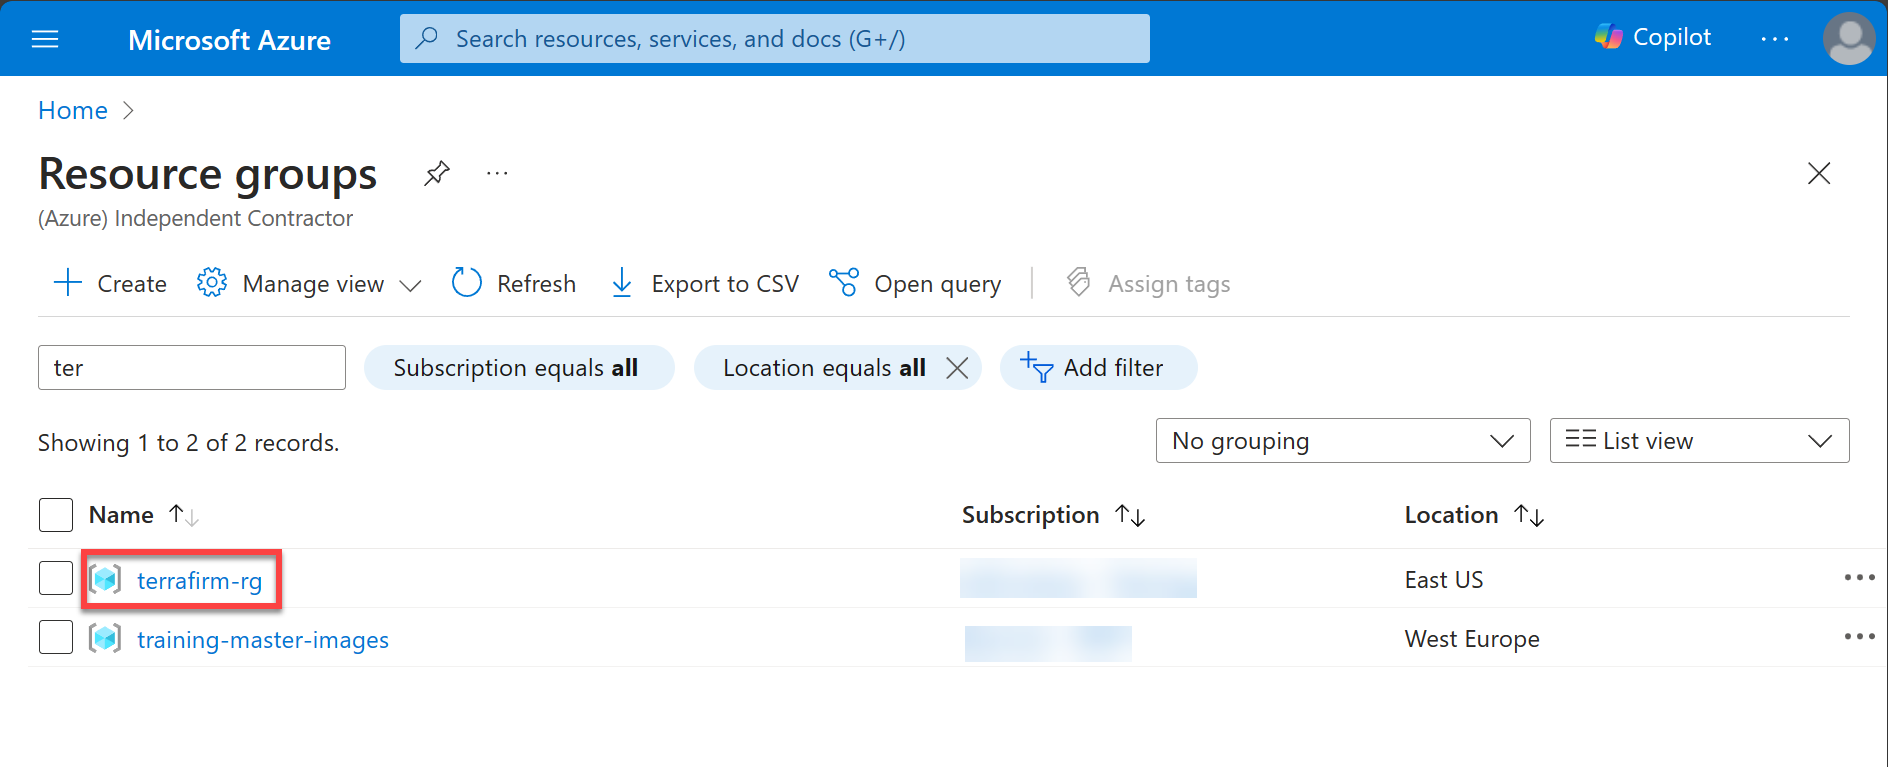 Microsoft Azure
Search resources, services, and docs (G+/)
Copilot
Home
Resource groups
(Azure) Independent Contractor
Create
Manage view
Refresh
Export to CSV
Open query
Assign tags
ter
Subscription equals all
Location equals all
Add filter
Showing 1 to 2 of 2 records.
No grouping
List view
Name
Subscription
Location
terrafirm-rg
East US
training-master-images
West Europe